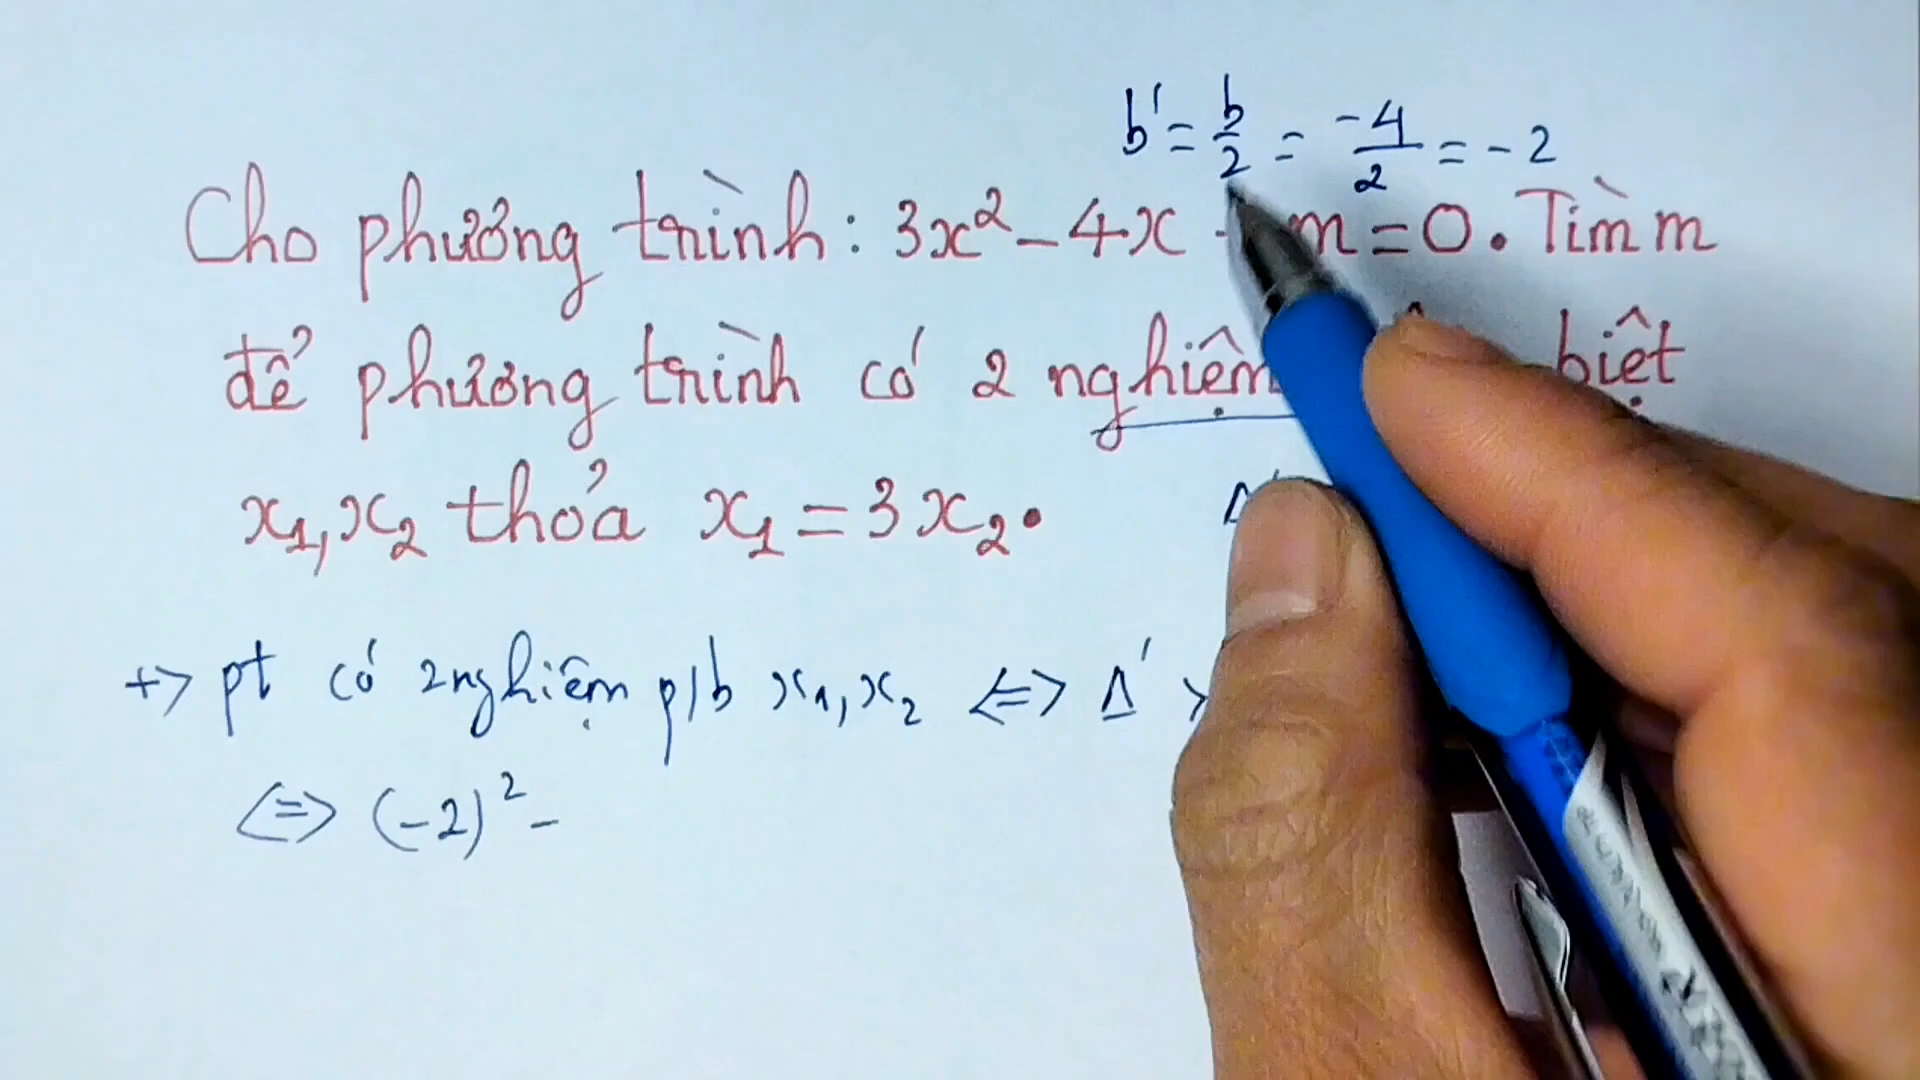 b' = b/2 = -4/2 = -2
Cho phương trình: 3x² - 4x m = 0. Tìm m
để phương trình có 2 nghiệm biệt
x₁, x₂ thỏa x₁ = 3x₂.
Δ'
+> pt có 2 nghiệm p/b x₁, x₂ <=> Δ' >
<=> (-2)² -